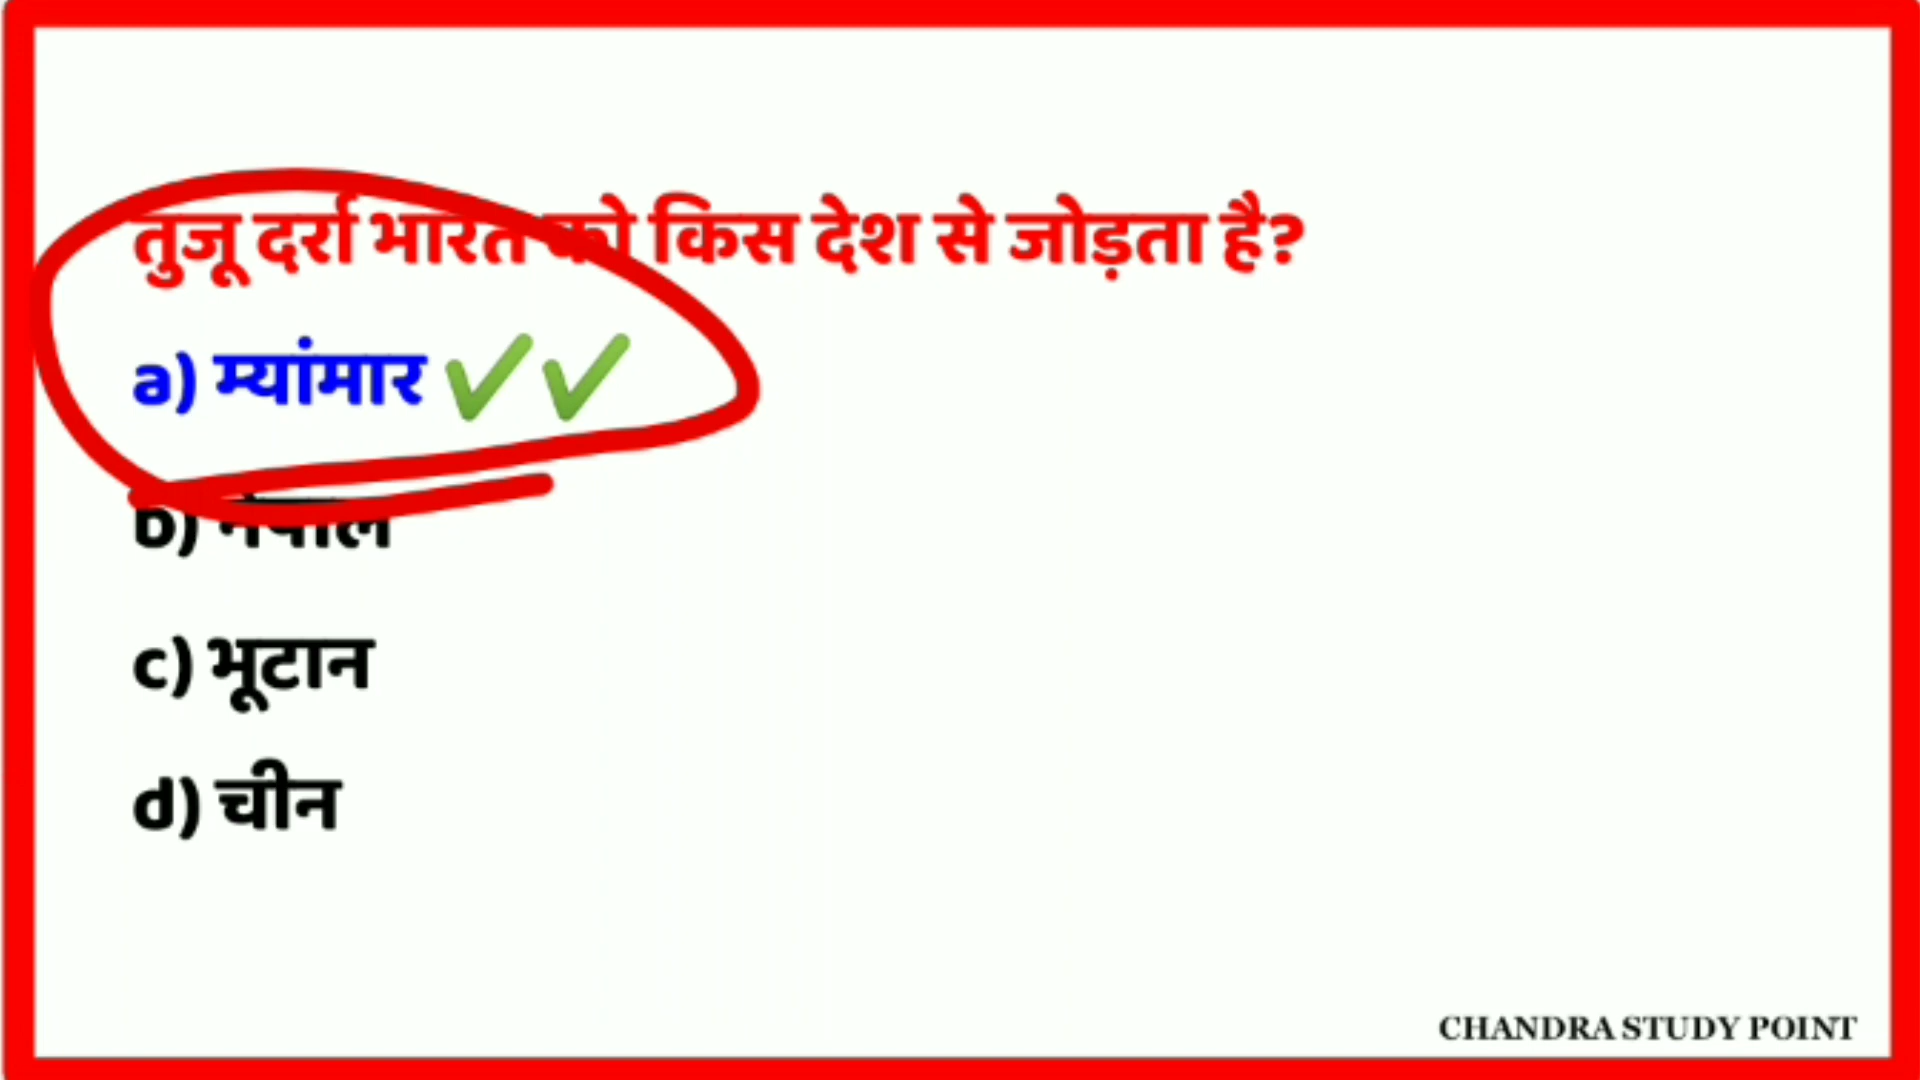 तुजू दर्रा भारत को किस देश से जोड़ता है?
a) म्यांमार ✔✔
b) नेपाल
c) भूटान
d) चीन
CHANDRA STUDY POINT